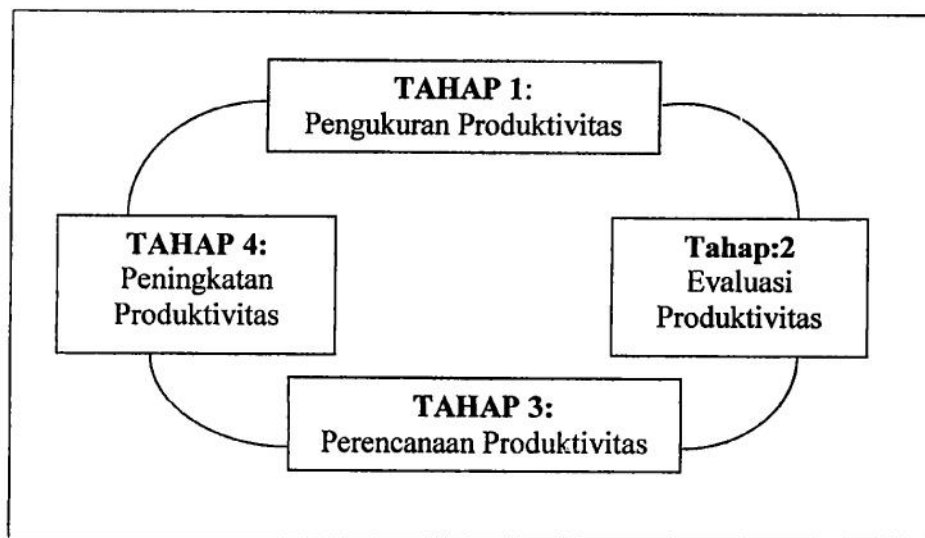 TAHAP 1:
Pengukuran Produktivitas
TAHAP 4:
Peningkatan
Produktivitas
Tahap:2
Evaluasi
Produktivitas
TAHAP 3:
Perencanaan Produktivitas